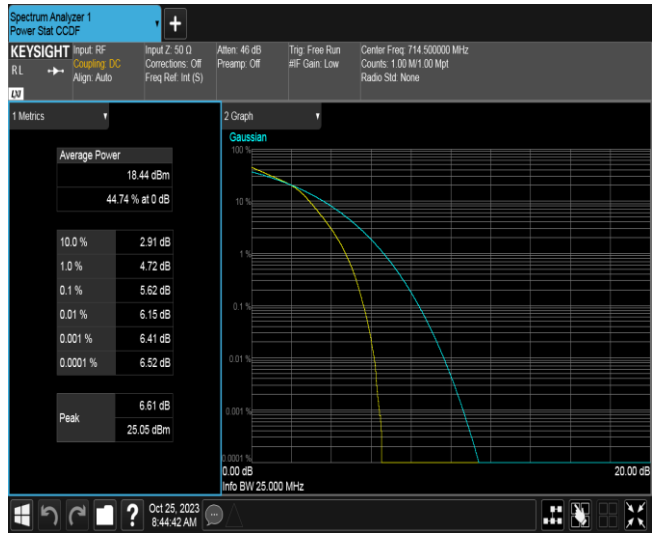 Spectrum Analyzer 1
Power Stat CCDF
+
KEYSIGHT
RL
LXI
Input: RF
Coupling: DC
Align: Auto
Input Z: 50 Ω
Corrections: Off
Freq Ref: Int (S)
Atten: 46 dB
Preamp: Off
Trig: Free Run
#IF Gain: Low
Center Freq: 714.500000 MHz
Counts: 1.00 M/1.00 Mpt
Radio Std: None
1 Metrics
Average Power
18.44 dBm
44.74 % at 0 dB
10.0 % 2.91 dB
1.0 % 4.72 dB
0.1 % 5.62 dB
0.01 % 6.15 dB
0.001 % 6.41 dB
0.0001 % 6.52 dB
Peak
6.61 dB
25.05 dBm
2 Graph
Gaussian
100 %
10 %
1 %
0.1 %
0.01 %
0.001 %
0.0001 %
0.00 dB
20.00 dB
Info BW 25.000 MHz
?
Oct 25, 2023
8:44:42 AM